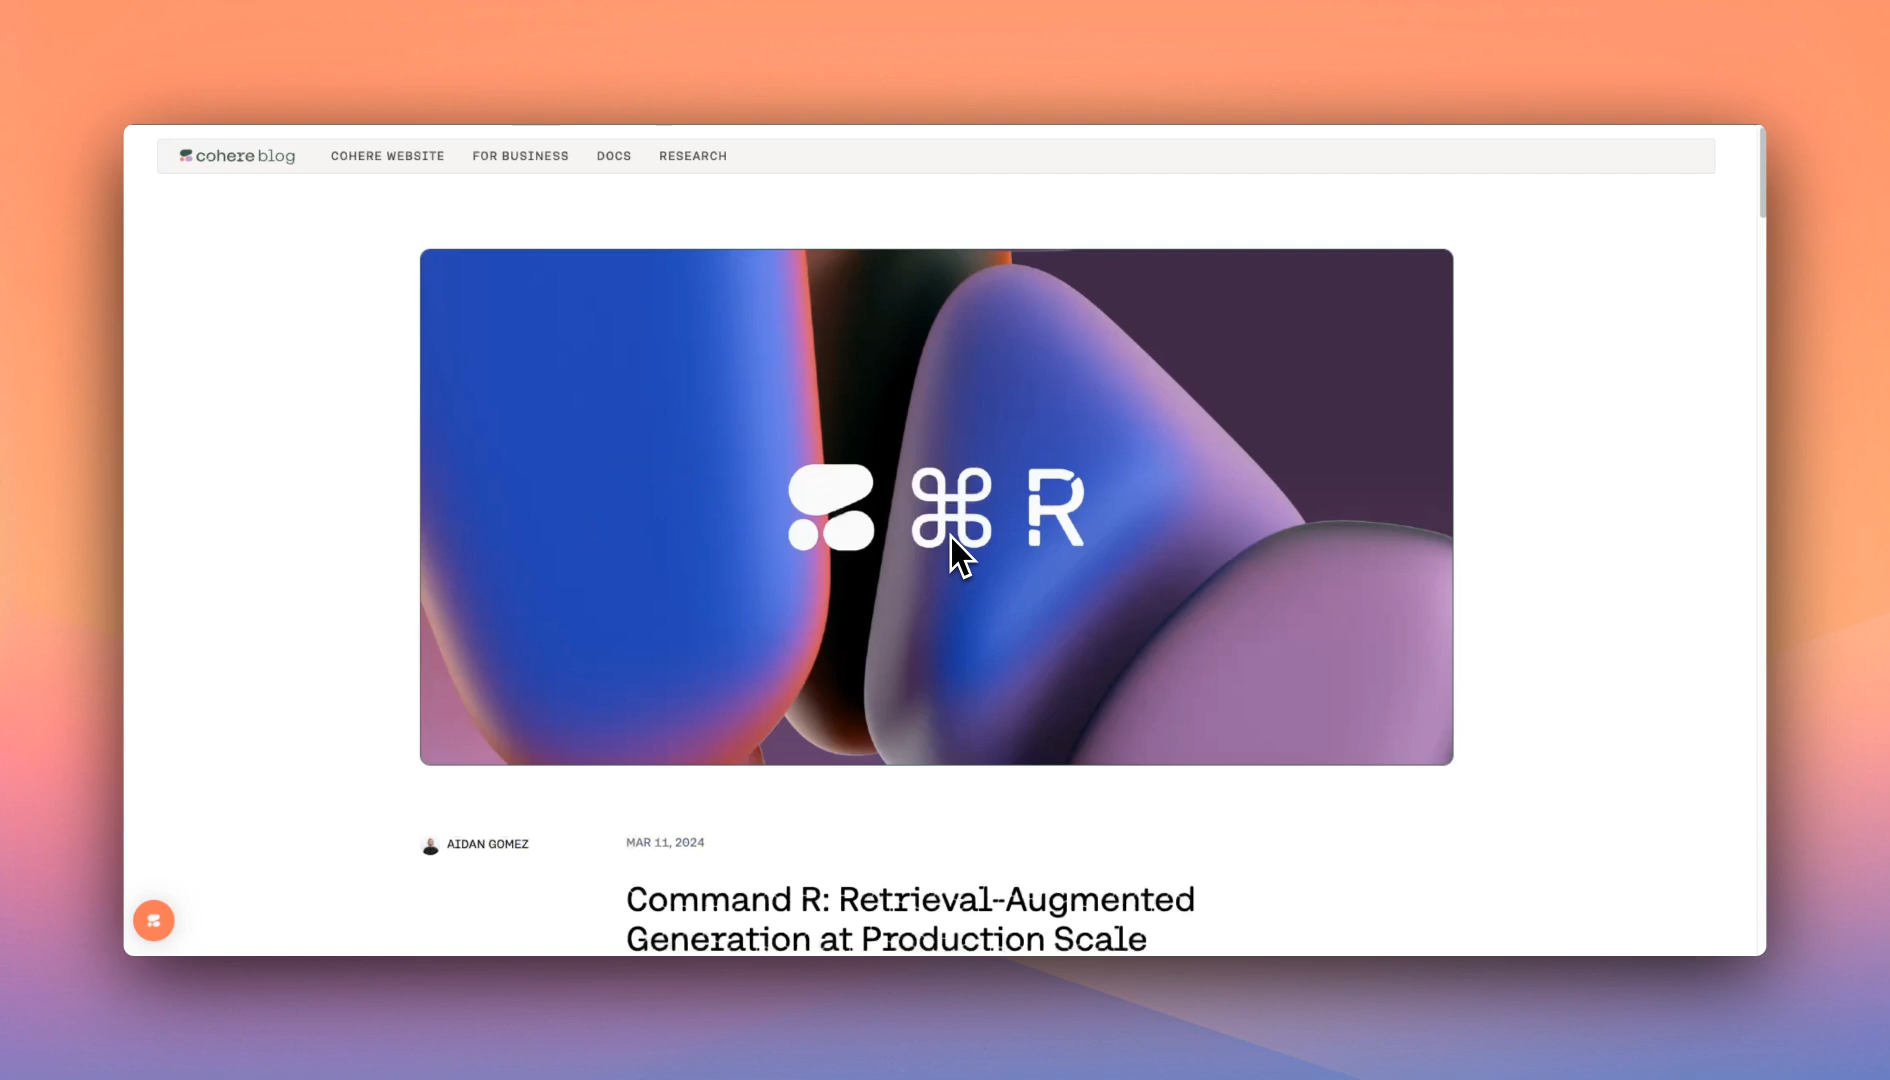 cohere blog COHERE WEBSITE FOR BUSINESS DOCS RESEARCH
⌘ R
AIDAN GOMEZ
MAR 11, 2024
Command R: Retrieval-Augmented
Generation at Production Scale